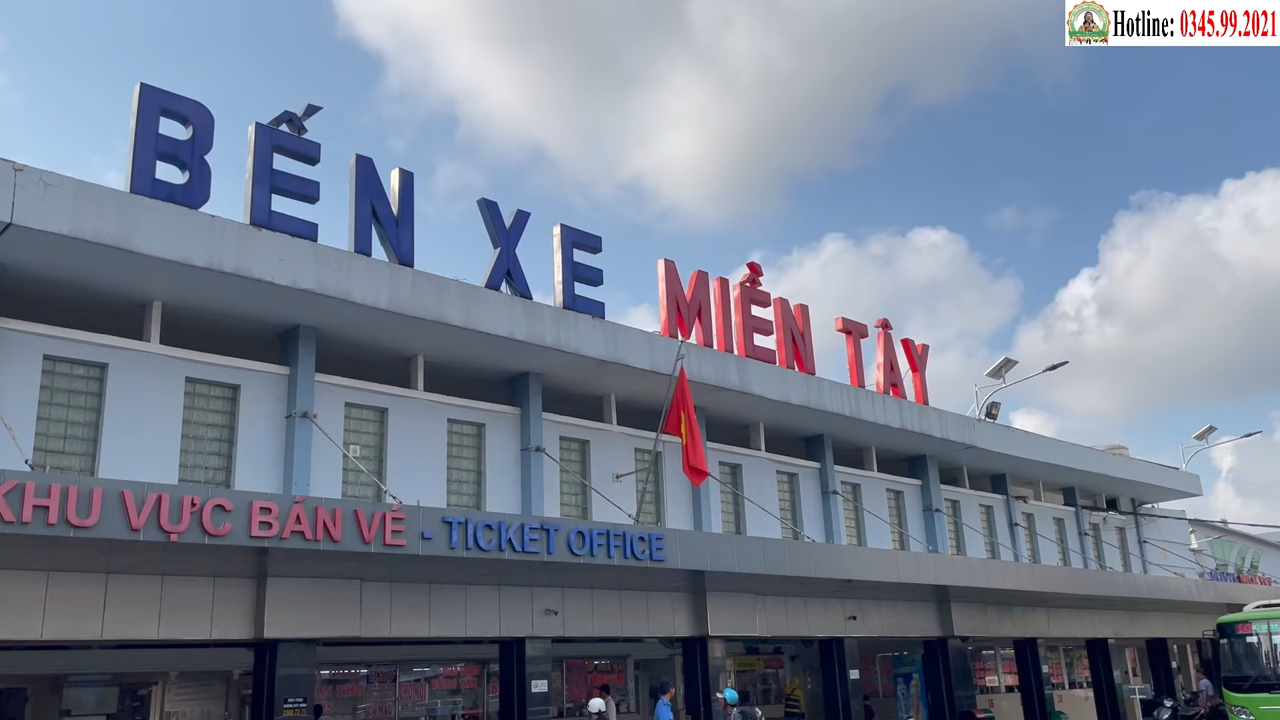 Hotline: 0345.99.2021
BẾN XE MIỀN TÂY
KHU VỰC BÁN VÉ - TICKET OFFICE